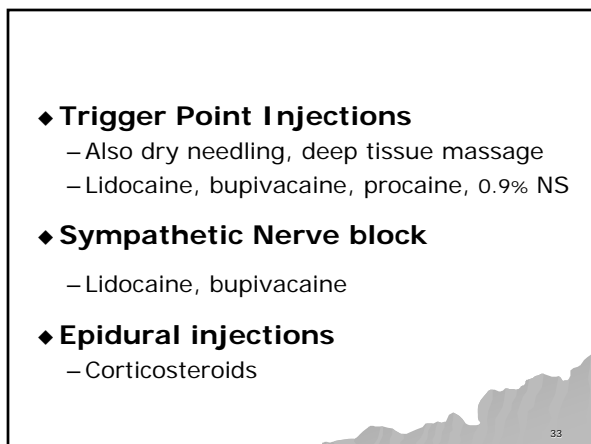 ◆ Trigger Point Injections
– Also dry needling, deep tissue massage
– Lidocaine, bupivacaine, procaine, 0.9% NS
◆ Sympathetic Nerve block
– Lidocaine, bupivacaine
◆ Epidural injections
– Corticosteroids
33